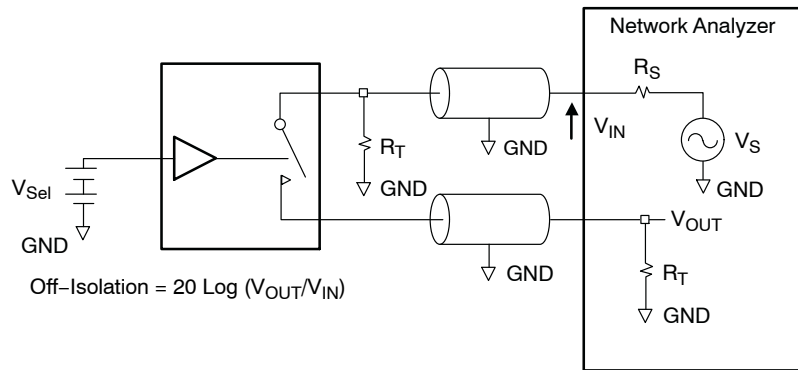 Network Analyzer
R_S
V_IN
V_S
GND
R_T
GND
GND
V_Sel
GND
GND
V_OUT
GND
R_T
GND
Off–Isolation = 20 Log (V_OUT/V_IN)